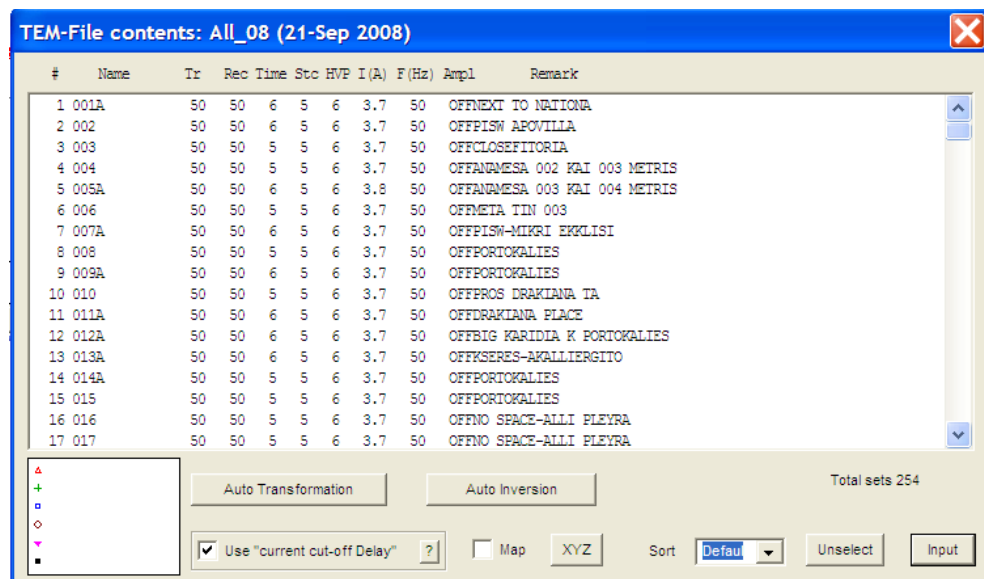 TEM-File contents: All_08 (21-Sep 2008)
# Name Tr Rec Time Stc HVP I(A) F(Hz) Ampl Remark
1 001A 50 50 6 5 6 3.7 50 OFFNEXT TO NATIONA
2 002 50 50 6 5 6 3.7 50 OFFPISW APOVILLA
3 003 50 50 6 5 6 3.7 50 OFFCLOSEFITORIA
4 004 50 50 5 5 6 3.7 50 OFFANAMESA 002 KAI 003 METRIS
5 005A 50 50 6 5 6 3.8 50 OFFANAMESA 003 KAI 004 METRIS
6 006 50 50 5 5 6 3.7 50 OFFMETA TIN 003
7 007A 50 50 6 5 6 3.7 50 OFFPISW-MIKRI EKKLISI
8 008 50 50 5 5 6 3.7 50 OFFPORTOKALIES
9 009A 50 50 6 5 6 3.7 50 OFFPORTOKALIES
10 010 50 50 5 5 6 3.7 50 OFFPROS DRAKIANA TA
11 011A 50 50 6 5 6 3.7 50 OFFDRAKIANA PLACE
12 012A 50 50 6 5 6 3.7 50 OFFBIG KARIDIA K PORTOKALIES
13 013A 50 50 6 5 6 3.7 50 OFFKSERES-AKALLIERGITO
14 014A 50 50 5 5 6 3.7 50 OFFPORTOKALIES
15 015 50 50 5 5 6 3.7 50 OFFPORTOKALIES
16 016 50 50 5 5 6 3.7 50 OFFNO SPACE-ALLI PLEYRA
17 017 50 50 5 5 6 3.7 50 OFFNO SPACE-ALLI PLEYRA
Auto Transformation Auto Inversion Total sets 254
Use "current cut-off Delay" ? Map XYZ Sort Defaul Unselect Input